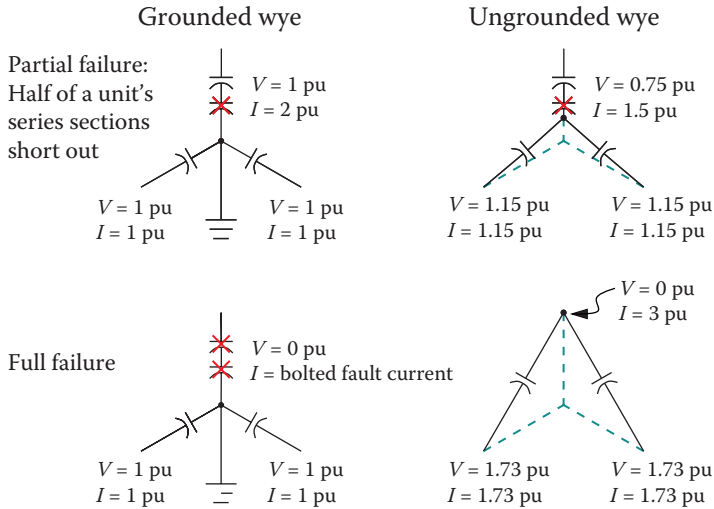 Grounded wye
Ungrounded wye
Partial failure:
Half of a unit's
series sections
short out
V = 1 pu
I = 2 pu
V = 1 pu
I = 1 pu
V = 1 pu
I = 1 pu
V = 0.75 pu
I = 1.5 pu
V = 1.15 pu
I = 1.15 pu
V = 1.15 pu
I = 1.15 pu
Full failure
V = 0 pu
I = bolted fault current
V = 1 pu
I = 1 pu
V = 1 pu
I = 1 pu
V = 0 pu
I = 3 pu
V = 1.73 pu
I = 1.73 pu
V = 1.73 pu
I = 1.73 pu